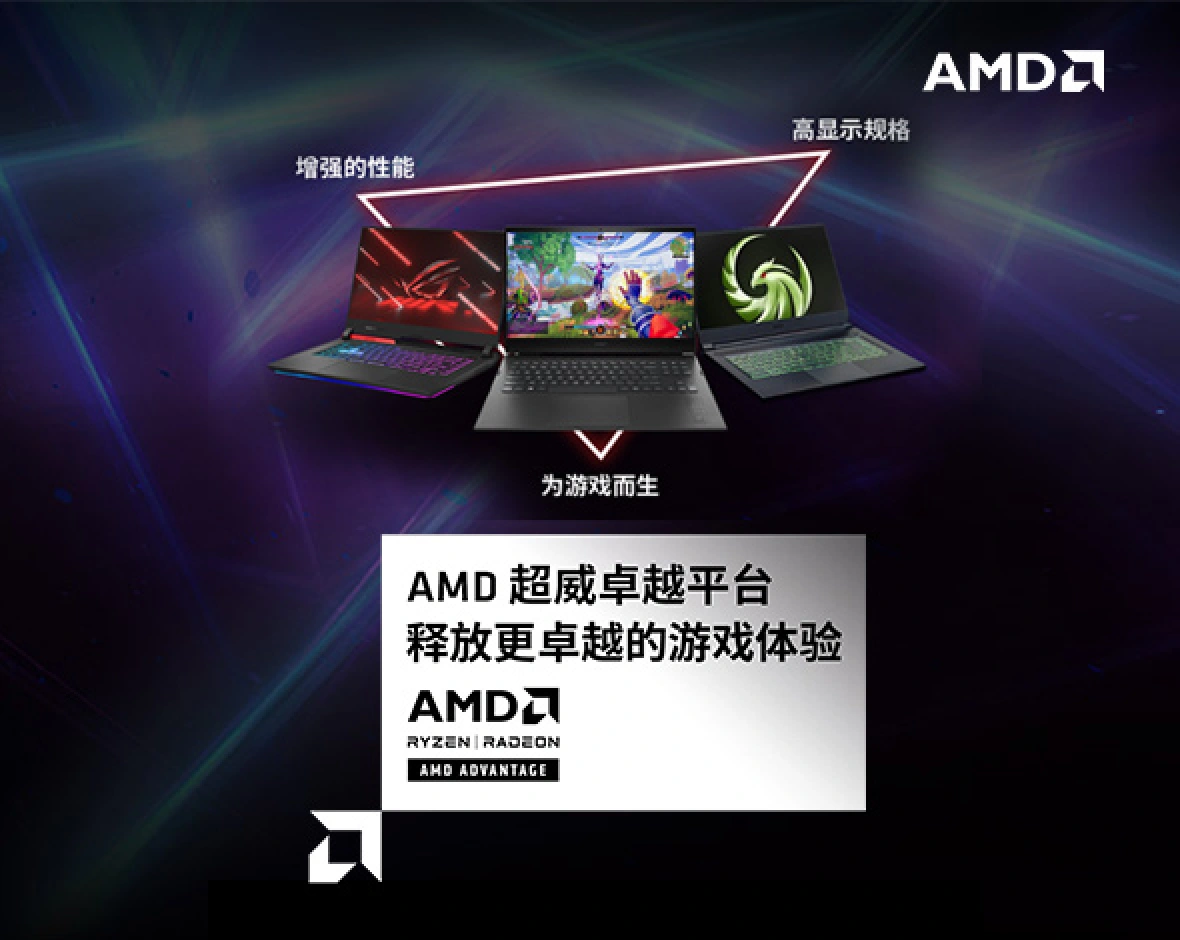 AMD
高显示规格
增强的性能
为游戏而生
AMD 超威卓越平台
释放更卓越的游戏体验
AMD
RYZEN | RADEON
AMD ADVANTAGE